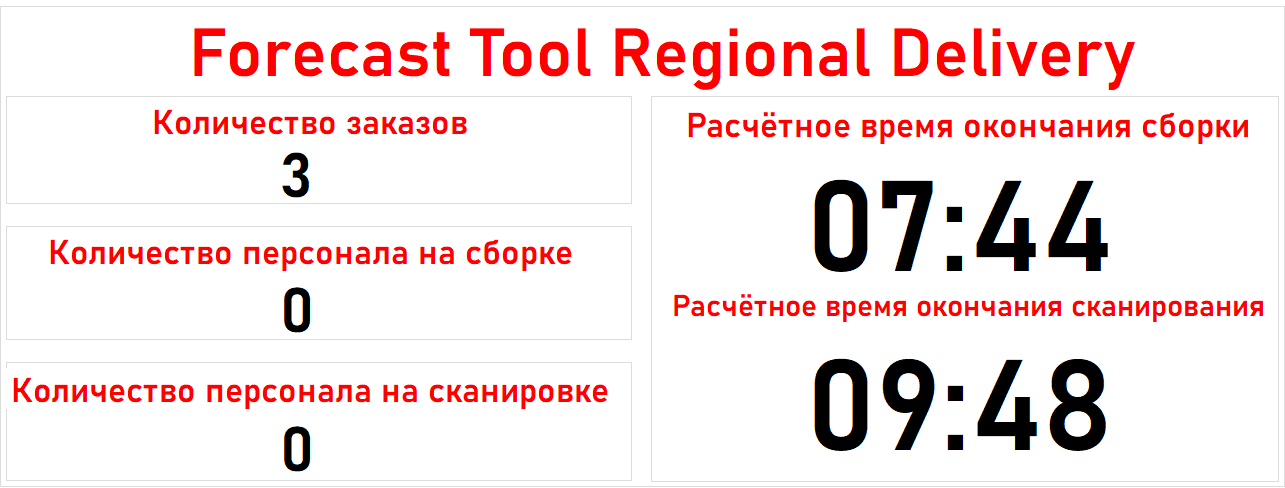 Forecast Tool Regional Delivery
Количество заказов
3
Количество персонала на сборке
0
Количество персонала на сканировке
0
Расчётное время окончания сборки
07:44
Расчётное время окончания сканирования
09:48